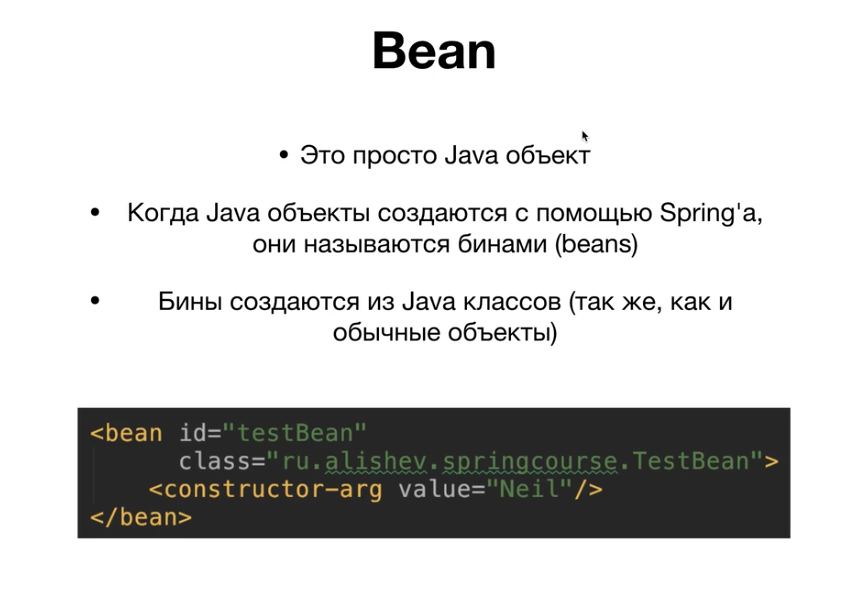 Bean
• Это просто Java объект
• Когда Java объекты создаются с помощью Spring'а,
они называются бинами (beans)
• Бины создаются из Java классов (так же, как и
обычные объекты)
<bean id="testBean"
class="ru.alishev.springcourse.TestBean">
<constructor-arg value="Neil"/>
</bean>